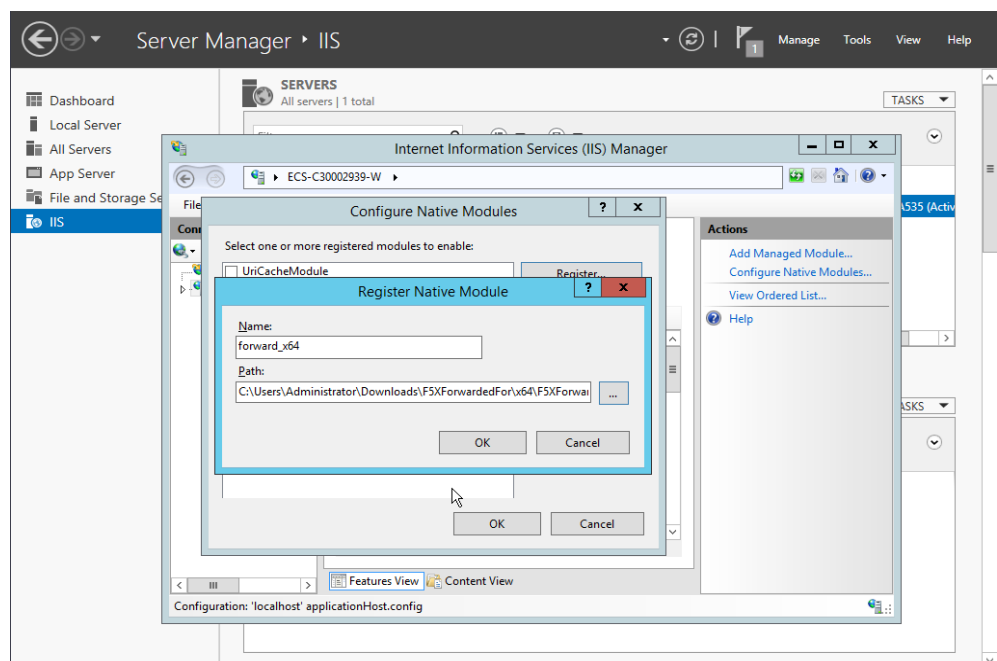 Server Manager ‣ IIS
1
Manage Tools View Help
Dashboard
Local Server
All Servers
App Server
File and Storage Se
IIS
SERVERS
All servers | 1 total
TASKS
Internet Information Services (IIS) Manager
ECS-C30002939-W
File
A535 (Activ
Configure Native Modules
Select one or more registered modules to enable:
UriCacheModule
Register...
Register Native Module
Name:
forward_x64
Path:
C:\Users\Administrator\Downloads\F5XForwardedFor\x64\F5XForwar
...
OK Cancel
OK Cancel
Actions
Add Managed Module...
Configure Native Modules...
View Ordered List...
Help
TASKS
Features View Content View
Configuration: 'localhost' applicationHost.config